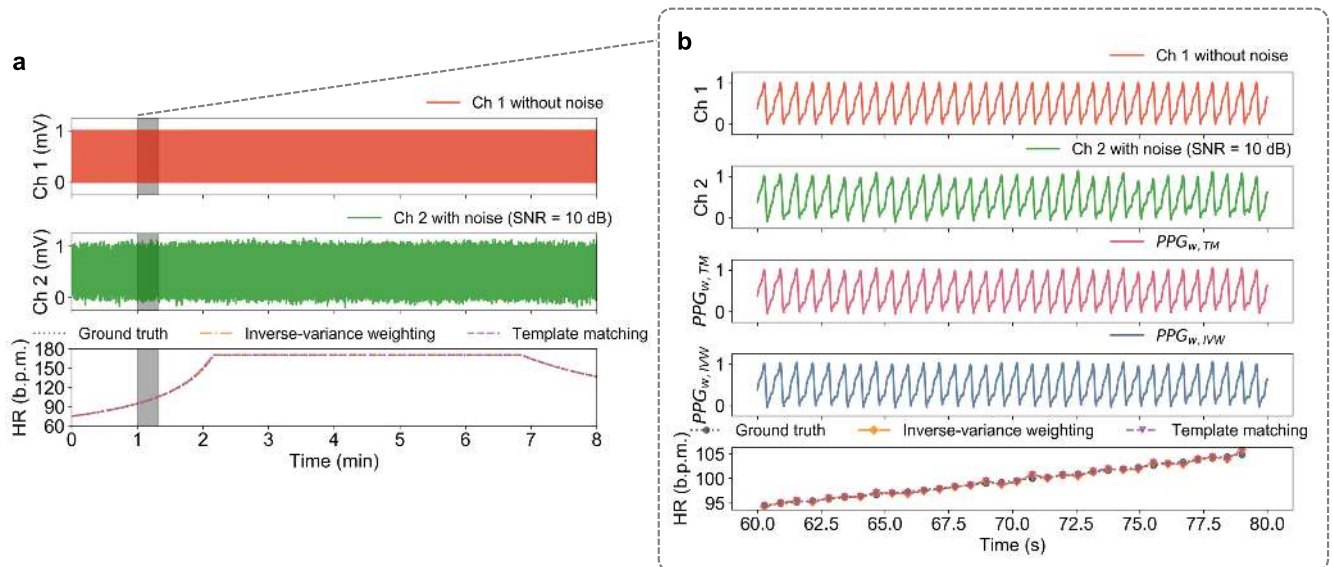 a
Ch 1 without noise
Ch 1 (mV)
1
0
Ch 2 with noise (SNR = 10 dB)
Ch 2 (mV)
1
0
Ground truth
Inverse-variance weighting
Template matching
HR (b.p.m.)
180
150
120
90
60
0 1 2 3 4 5 6 7 8
Time (min)
b
Ch 1 without noise
Ch 1
1
0
Ch 2 with noise (SNR = 10 dB)
Ch 2
1
0
PPG_w, TM
PPG_w, TM
1
0
PPG_w, IVW
PPG_w, IVW
1
0
Ground truth
Inverse-variance weighting
Template matching
HR (b.p.m.)
105
100
95
60.0 62.5 65.0 67.5 70.0 72.5 75.0 77.5 80.0
Time (s)